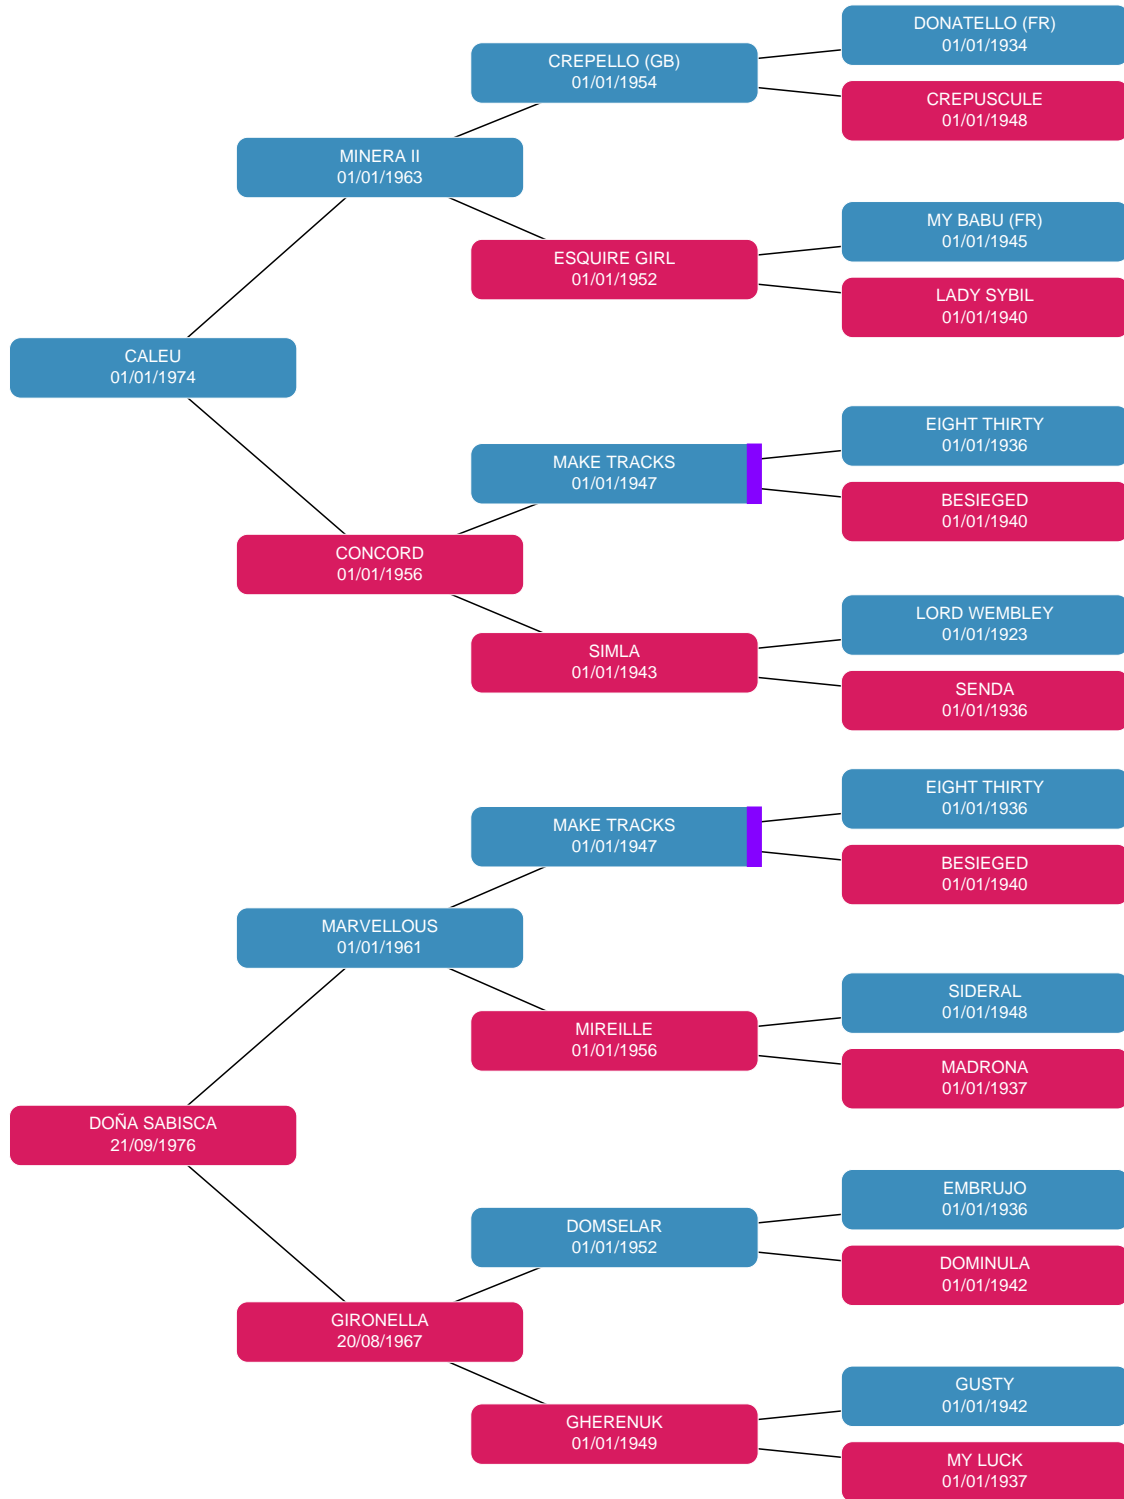 DONATELLO (FR)
01/01/1934
CREPELLO (GB)
01/01/1954
CREPUSCULE
01/01/1948
MINERA II
01/01/1963
MY BABU (FR)
01/01/1945
ESQUIRE GIRL
01/01/1952
LADY SYBIL
01/01/1940
CALEU
01/01/1974
EIGHT THIRTY
01/01/1936
MAKE TRACKS
01/01/1947
BESIEGED
01/01/1940
CONCORD
01/01/1956
LORD WEMBLEY
01/01/1923
SIMLA
01/01/1943
SENDA
01/01/1936
EIGHT THIRTY
01/01/1936
MAKE TRACKS
01/01/1947
BESIEGED
01/01/1940
MARVELLOUS
01/01/1961
SIDERAL
01/01/1948
MIREILLE
01/01/1956
MADRONA
01/01/1937
DOÑA SABISCA
21/09/1976
EMBRUJO
01/01/1936
DOMSELAR
01/01/1952
DOMINULA
01/01/1942
GIRONELLA
20/08/1967
GUSTY
01/01/1942
GHERENUK
01/01/1949
MY LUCK
01/01/1937